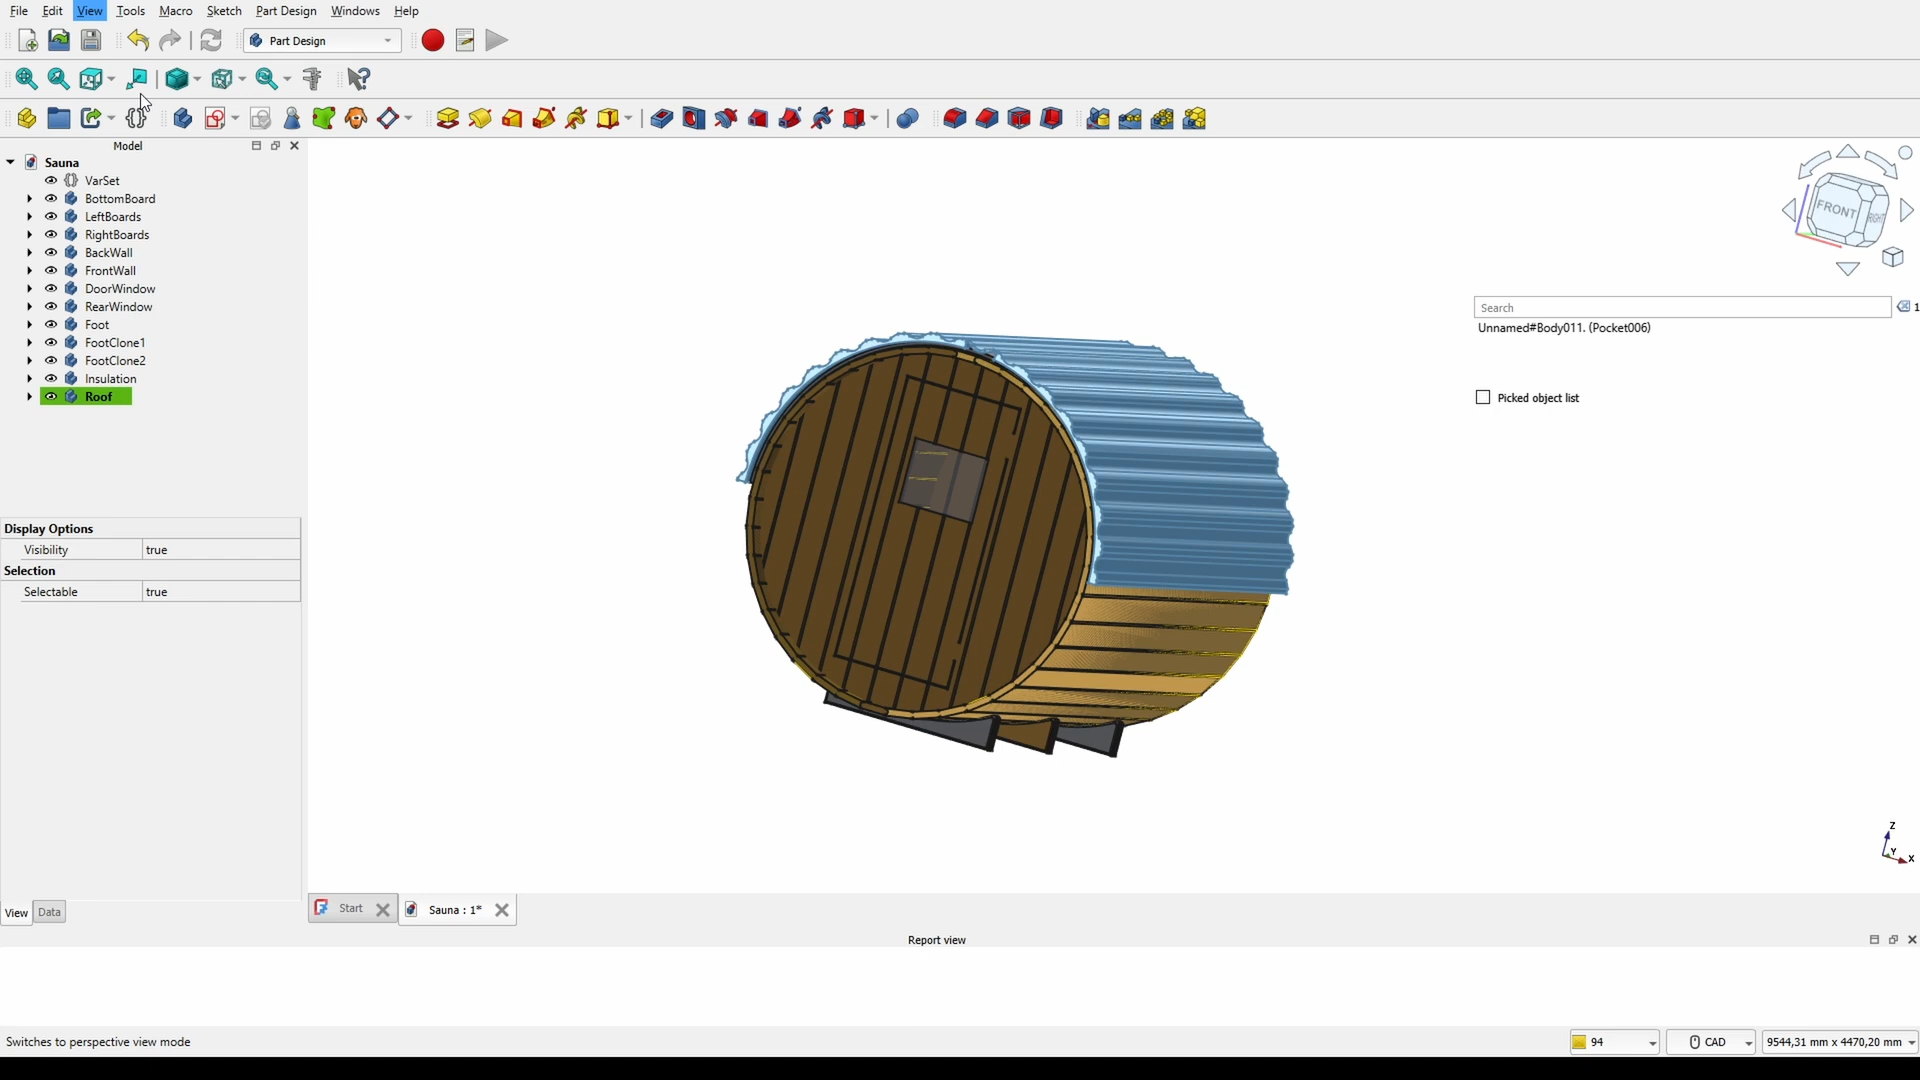 File Edit View Tools Macro Sketch Part Design Windows Help
Part Design
Model
Sauna
VarSet
BottomBoard
LeftBoards
RightBoards
BackWall
FrontWall
DoorWindow
RearWindow
Foot
FootClone1
FootClone2
Insulation
Roof
FRONT
RIGHT
Search
1
Unnamed#Body011. (Pocket006)
Picked object list
Display Options
Visibility true
Selection
Selectable true
Z
Y
X
View Data
Start
Sauna : 1*
Report view
Switches to perspective view mode
94
CAD
9544,31 mm x 4470,20 mm